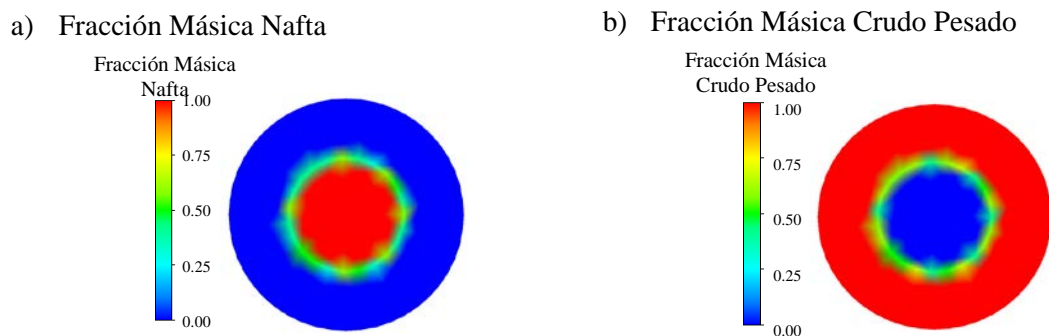 a) Fracción Másica Nafta
Fracción Másica
Nafta
1.00
0.75
0.50
0.25
0.00
b) Fracción Másica Crudo Pesado
Fracción Másica
Crudo Pesado
1.00
0.75
0.50
0.25
0.00